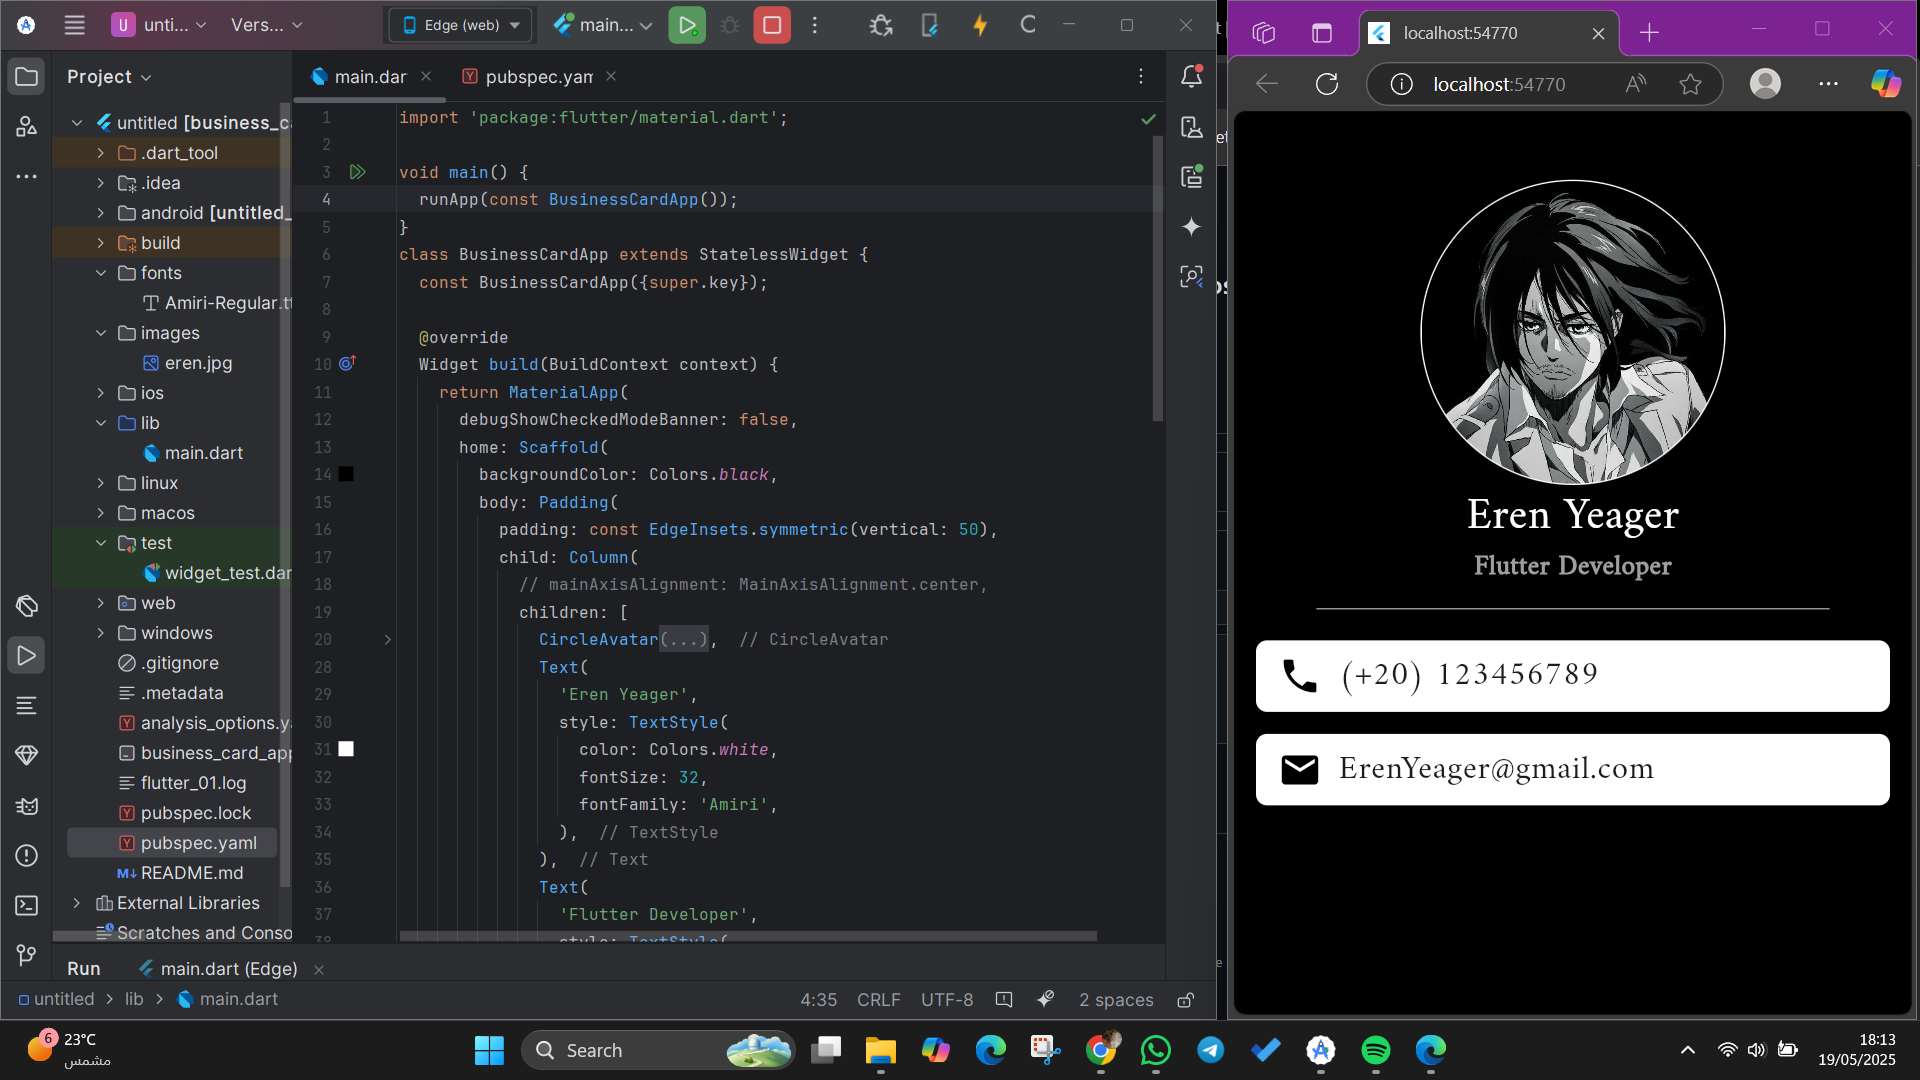 U unti... Vers... Edge (web) main...
Project
untitled [business_ca
.dart_tool
.idea
android [untitled_
build
fonts
Amiri-Regular.tt
images
eren.jpg
ios
lib
main.dart
linux
macos
test
widget_test.dar
web
windows
.gitignore
.metadata
analysis_options.ya
business_card_app
flutter_01.log
pubspec.lock
pubspec.yaml
README.md
External Libraries
Scratches and Conso
main.dar pubspec.yam
1 import 'package:flutter/material.dart';
2
3 void main() {
4 runApp(const BusinessCardApp());
5 }
6 class BusinessCardApp extends StatelessWidget {
7 const BusinessCardApp({super.key});
8
9 @override
10 Widget build(BuildContext context) {
11 return MaterialApp(
12 debugShowCheckedModeBanner: false,
13 home: Scaffold(
14 backgroundColor: Colors.black,
15 body: Padding(
16 padding: const EdgeInsets.symmetric(vertical: 50),
17 child: Column(
18 // mainAxisAlignment: MainAxisAlignment.center,
19 children: [
20 CircleAvatar(...), // CircleAvatar
28 Text(
29 'Eren Yeager',
30 style: TextStyle(
31 color: Colors.white,
32 fontSize: 32,
33 fontFamily: 'Amiri',
34 ), // TextStyle
35 ), // Text
36 Text(
37 'Flutter Developer',
38 style: TextStyle(
Run main.dart (Edge)
untitled > lib > main.dart 4:35 CRLF UTF-8 2 spaces
localhost:54770
localhost:54770
Eren Yeager
Flutter Developer
(+20) 123456789
ErenYeager@gmail.com
6 23°C
مشمس
Search
18:13
19/05/2025